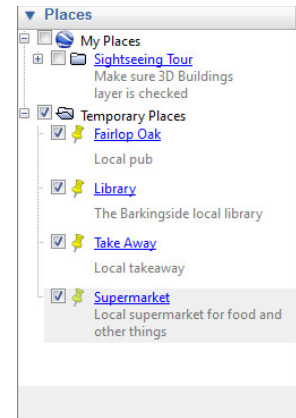 Places
My Places
Sightseeing Tour
Make sure 3D Buildings
layer is checked
Temporary Places
Fairlop Oak
Local pub
Library
The Barkingside local library
Take Away
Local takeaway
Supermarket
Local supermarket for food and
other things